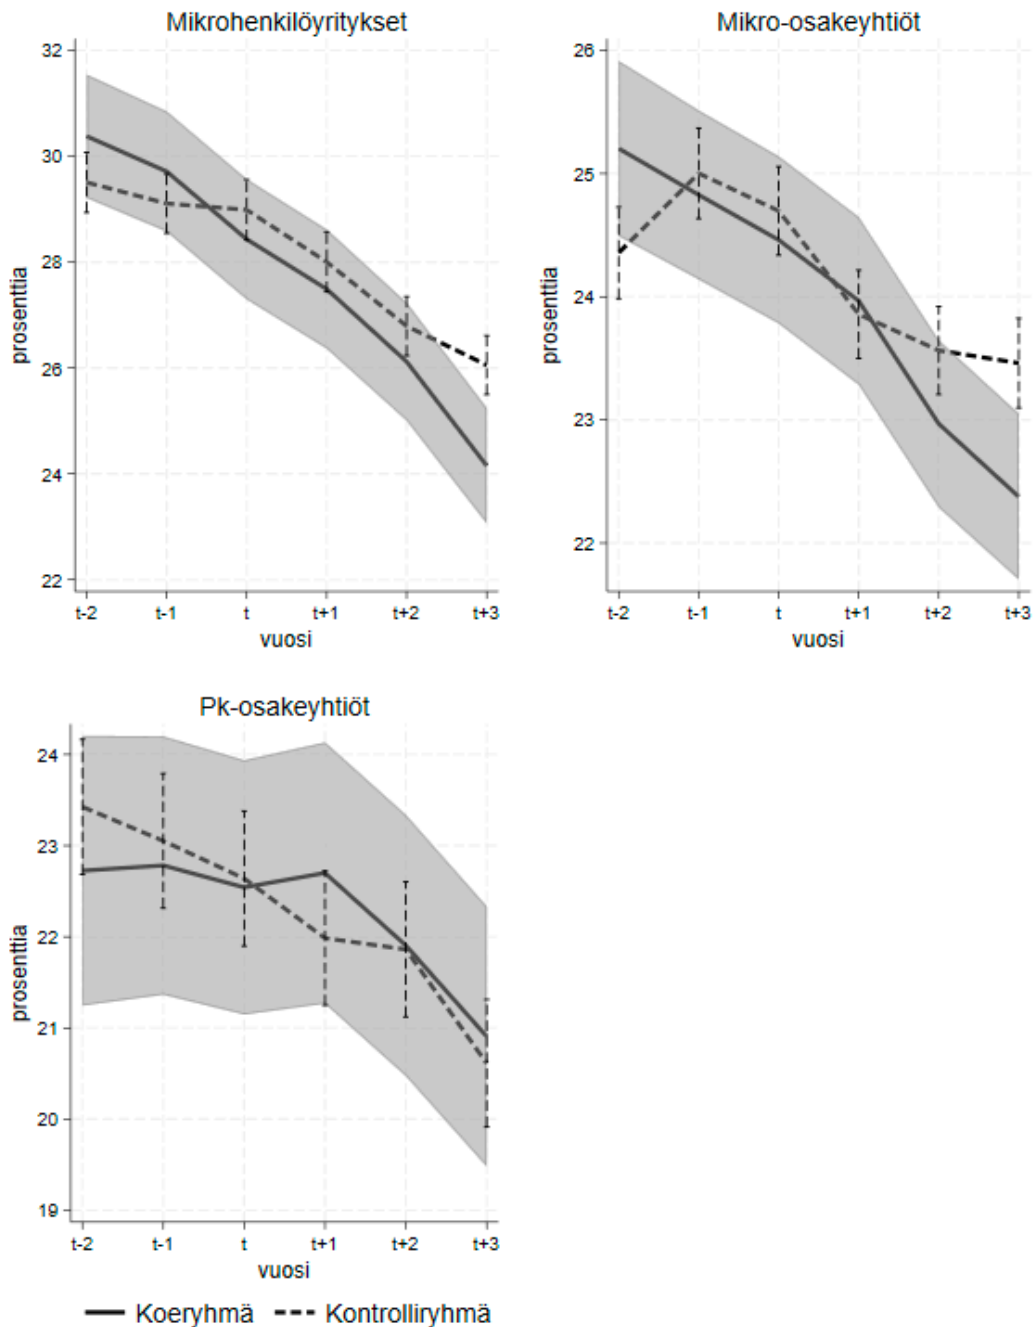 Mikrohenkilöyritykset
32
30
28
26
24
22
prosenttia
t-2 t-1 t t+1 t+2 t+3
vuosi
Mikro-osakeyhtiöt
26
25
24
23
22
prosenttia
t-2 t-1 t t+1 t+2 t+3
vuosi
Pk-osakeyhtiöt
24
23
22
21
20
19
prosenttia
t-2 t-1 t t+1 t+2 t+3
vuosi
Koeryhmä Kontrolliryhmä